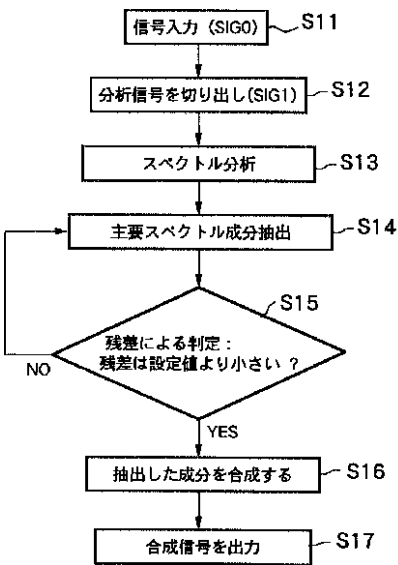 信号入力(SIG0) S11
分析信号を切り出し(SIG1) S12
スペクトル分析 S13
主要スペクトル成分抽出 S14
S15
残差による判定：
残差は設定値より小さい ?
NO
YES
抽出した成分を合成する S16
合成信号を出力 S17